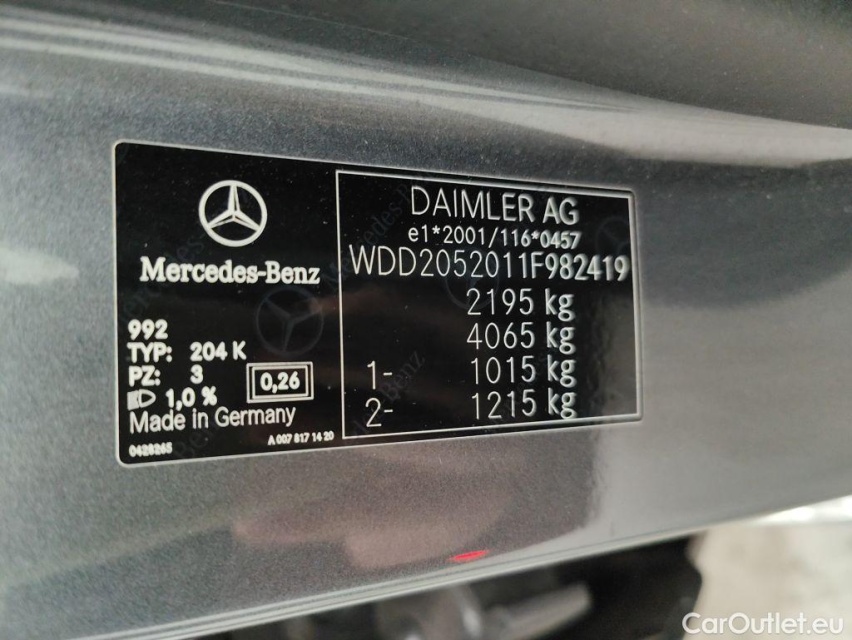 Mercedes-Benz
992
TYP: 204 K
PZ: 3
1,0 %
0,26
Made in Germany
0428265
A 007 817 14 20
DAIMLER AG
e1*2001/116*0457
WDD2052011F982419
2195 kg
4065 kg
1- 1015 kg
2- 1215 kg
CarOutlet.eu